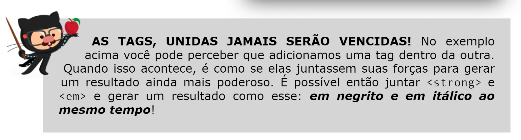 AS TAGS, UNIDAS JAMAIS SERÃO VENCIDAS! No exemplo
acima você pode perceber que adicionamos uma tag dentro da outra.
Quando isso acontece, é como se elas juntassem suas forças para gerar
um resultado ainda mais poderoso. É possível então juntar <strong> e
<em> e gerar um resultado como esse: em negrito e em itálico ao
mesmo tempo!